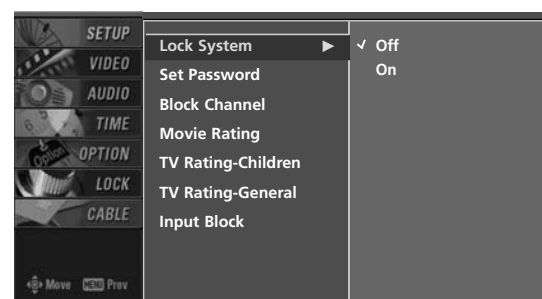 SETUP
VIDEO
AUDIO
TIME
OPTION
LOCK
CABLE
Move MENU Prev
Lock System
Set Password
Block Channel
Movie Rating
TV Rating-Children
TV Rating-General
Input Block
✓ Off
On